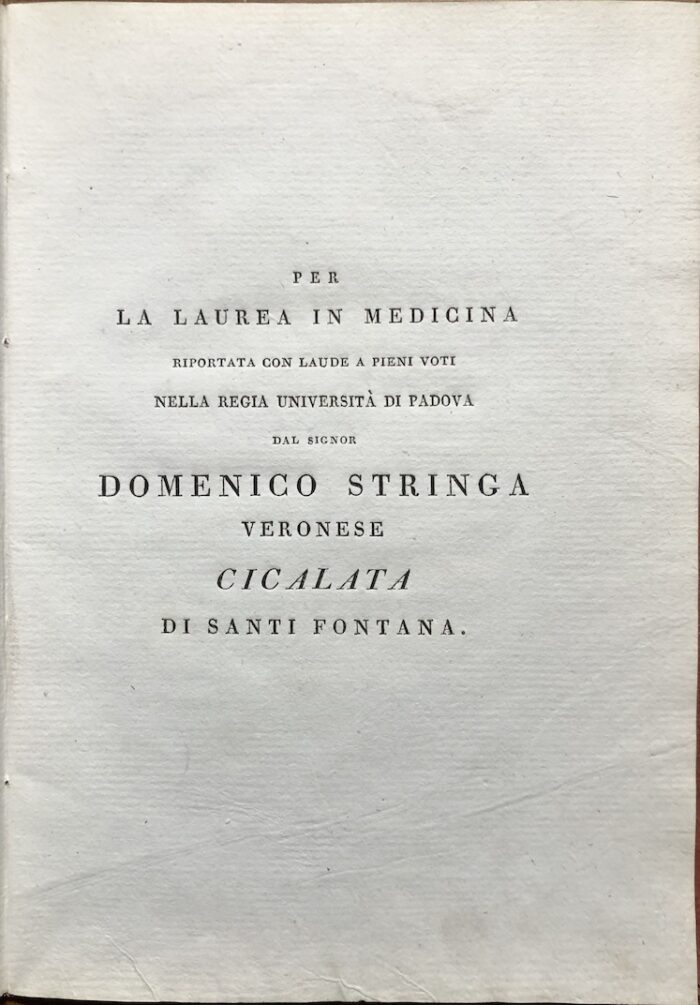 PER
LA LAUREA IN MEDICINA
RIPORTATA CON LAUDE A PIENI VOTI
NELLA REGIA UNIVERSITÀ DI PADOVA
DAL SIGNOR
DOMENICO STRINGA
VERONESE
CICALATA
DI SANTI FONTANA.